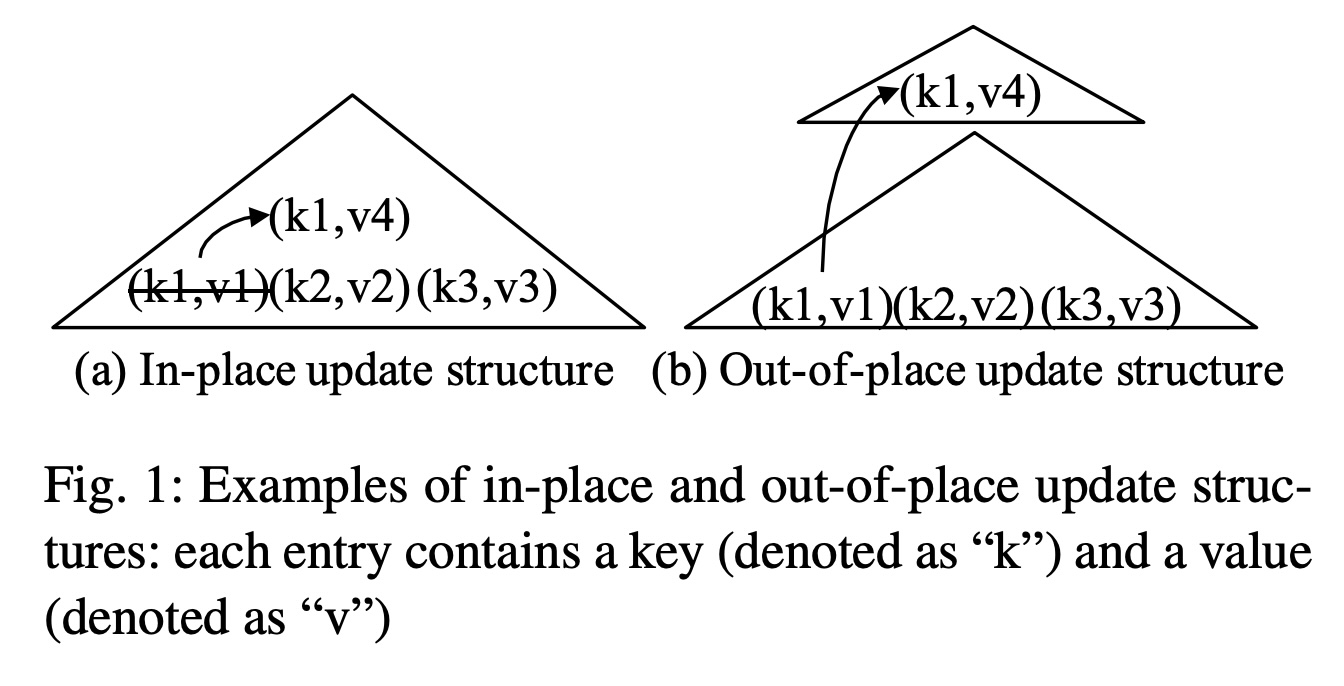 (k1,v4)
(k1,v1)(k2,v2)(k3,v3)
(a) In-place update structure
(k1,v4)
(k1,v1)(k2,v2)(k3,v3)
(b) Out-of-place update structure
Fig. 1: Examples of in-place and out-of-place update struc-
tures: each entry contains a key (denoted as “k”) and a value
(denoted as “v”)